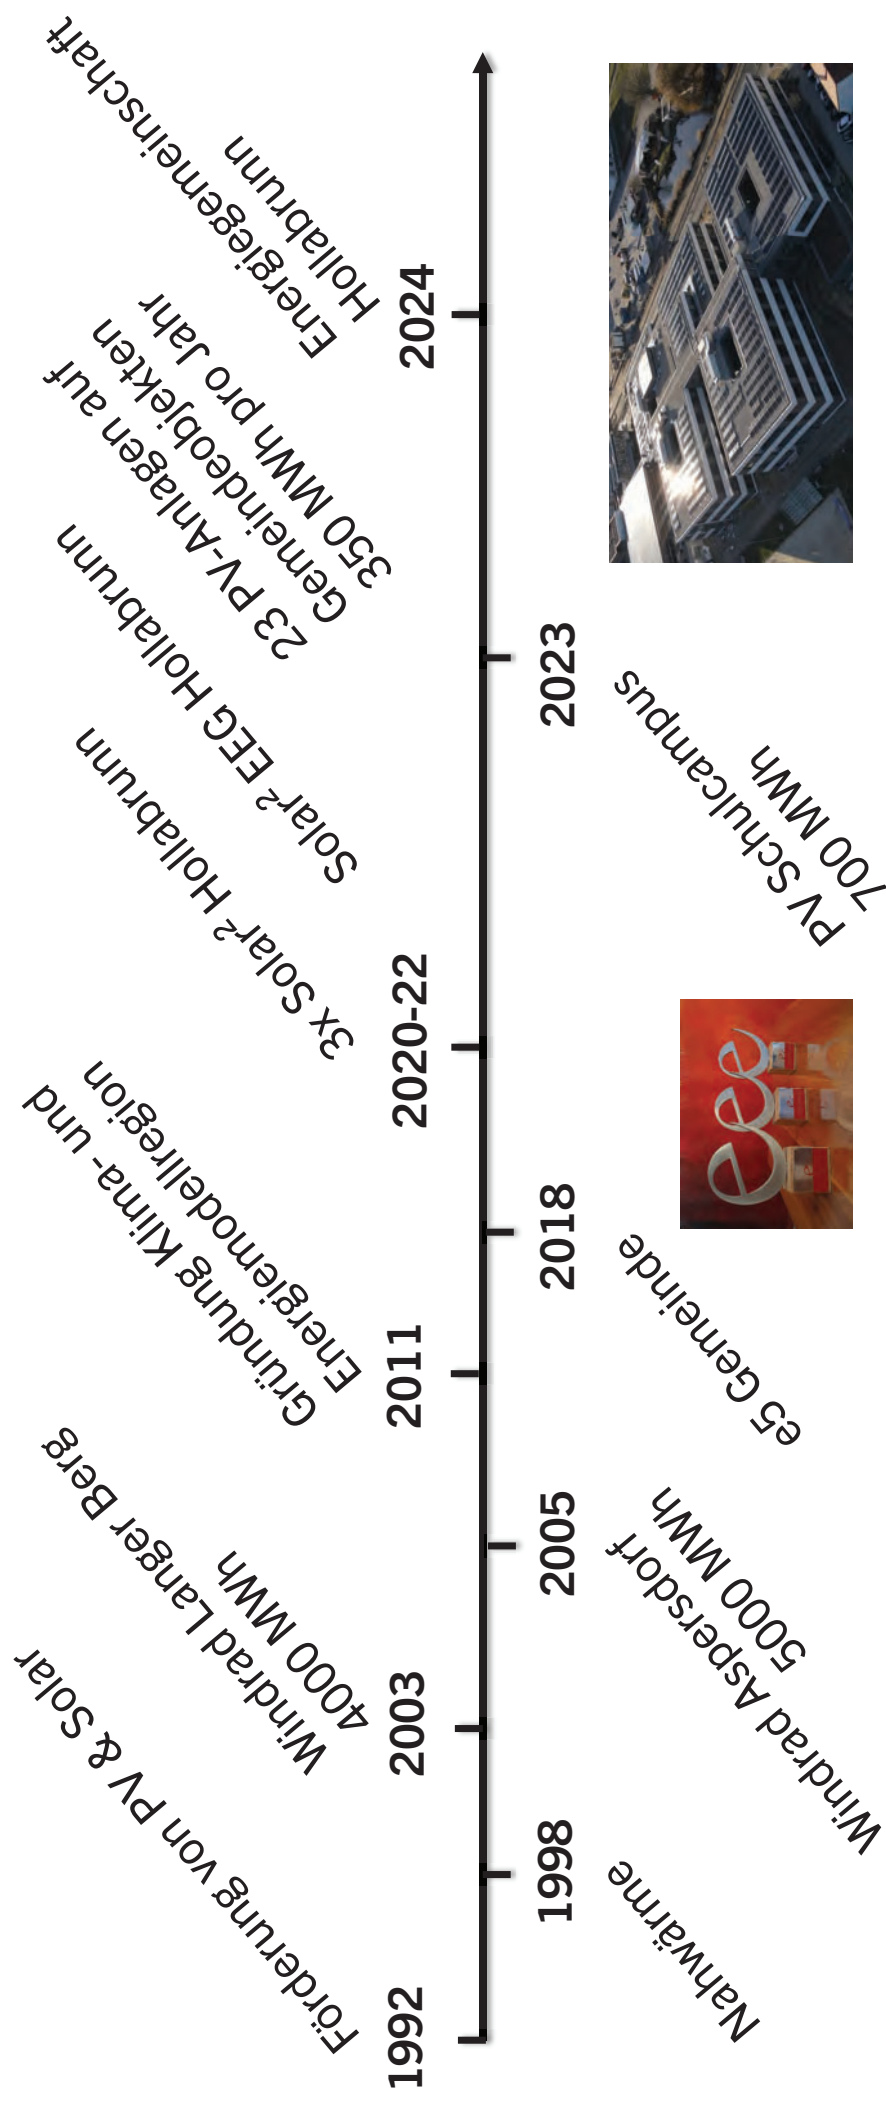 1992
Förderung von PV & Solar
1998
Nahwärme
2003
Windrad Langer Berg
4000 MWh
2005
Windrad Aspersdorf
5000 MWh
2011
Gründung Klima- und
Energiemodellregion
2018
e5 Gemeinde
eee
2020-22
3x Solar² Hollabrunn
Solar² EEG Hollabrunn
2023
PV Schulcampus
700 MWh
23 PV-Anlagen auf
Gemeindeobjekten
350 MWh pro Jahr
2024
Energiegemeinschaft
Hollabrunn